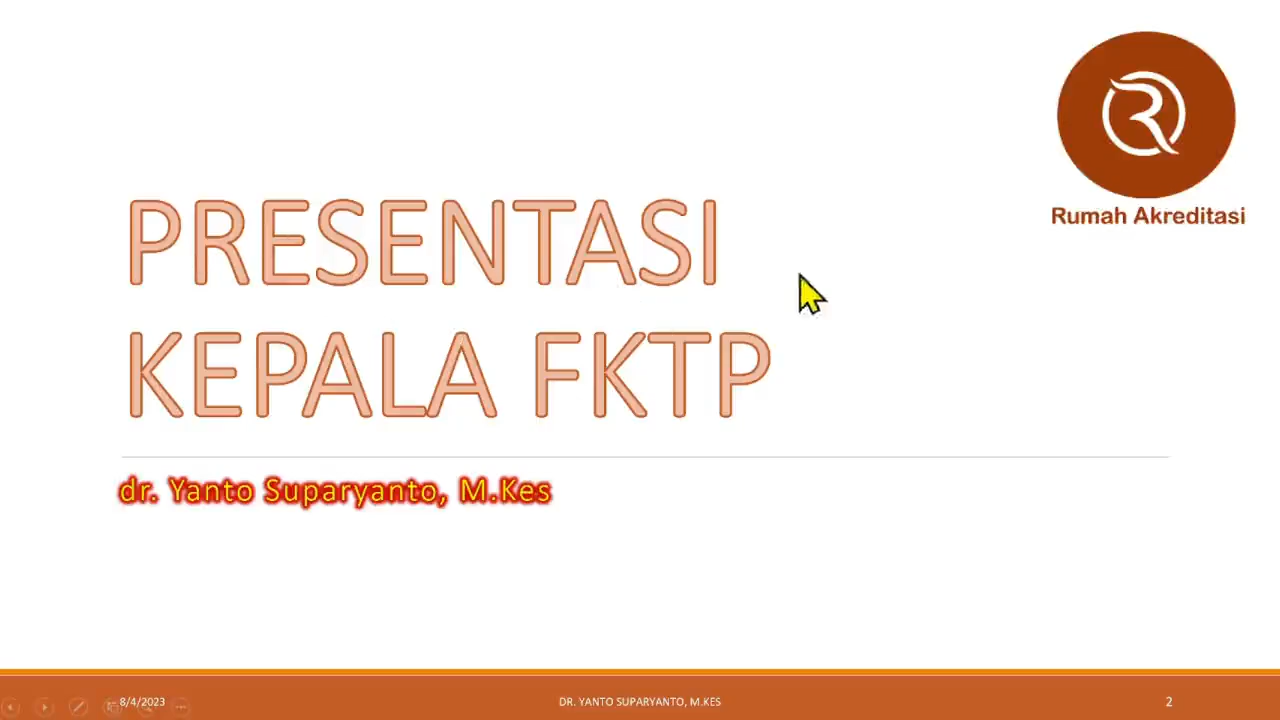 Rumah Akreditasi
PRESENTASI
KEPALA FKTP
dr. Yanto Suparyanto, M.Kes
8/4/2023
DR. YANTO SUPARYANTO, M.KES
2